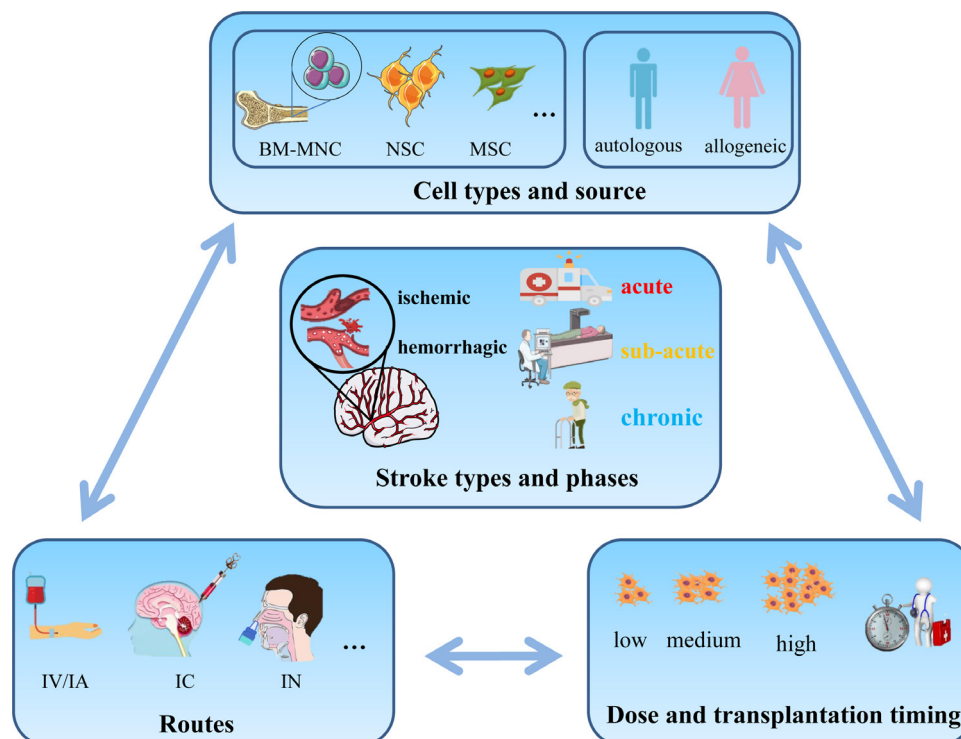 BM-MNC NSC MSC ...
autologous allogeneic
Cell types and source
ischemic
hemorrhagic
acute
sub-acute
chronic
Stroke types and phases
IV/IA IC IN ...
Routes
low medium high
Dose and transplantation timing